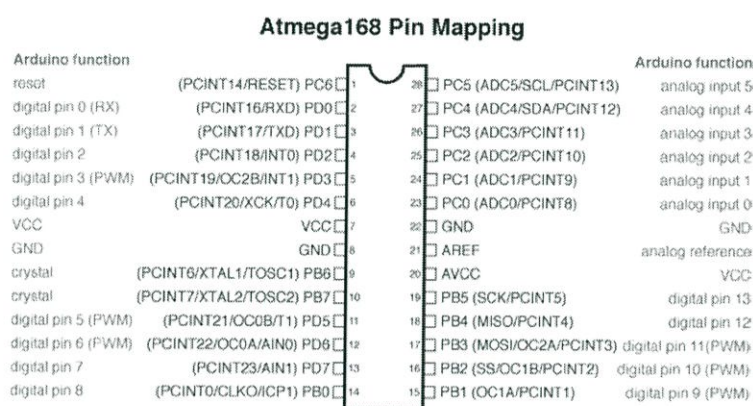 Atmega168 Pin Mapping
Arduino function Arduino function
reset (PCINT14/RESET) PC6 1 28 PC5 (ADC5/SCL/PCINT13) analog input 5
digital pin 0 (RX) (PCINT16/RXD) PD0 2 27 PC4 (ADC4/SDA/PCINT12) analog input 4
digital pin 1 (TX) (PCINT17/TXD) PD1 3 26 PC3 (ADC3/PCINT11) analog input 3
digital pin 2 (PCINT18/INT0) PD2 4 25 PC2 (ADC2/PCINT10) analog input 2
digital pin 3 (PWM) (PCINT19/OC2B/INT1) PD3 5 24 PC1 (ADC1/PCINT9) analog input 1
digital pin 4 (PCINT20/XCK/T0) PD4 6 23 PC0 (ADC0/PCINT8) analog input 0
VCC VCC 7 22 GND GND
GND GND 8 21 AREF analog reference
crystal (PCINT6/XTAL1/TOSC1) PB6 9 20 AVCC VCC
crystal (PCINT7/XTAL2/TOSC2) PB7 10 19 PB5 (SCK/PCINT5) digital pin 13
digital pin 5 (PWM) (PCINT21/OC0B/T1) PD5 11 18 PB4 (MISO/PCINT4) digital pin 12
digital pin 6 (PWM) (PCINT22/OC0A/AIN0) PD6 12 17 PB3 (MOSI/OC2A/PCINT3) digital pin 11(PWM)
digital pin 7 (PCINT23/AIN1) PD7 13 16 PB2 (SS/OC1B/PCINT2) digital pin 10 (PWM)
digital pin 8 (PCINT0/CLKO/ICP1) PB0 14 15 PB1 (OC1A/PCINT1) digital pin 9 (PWM)